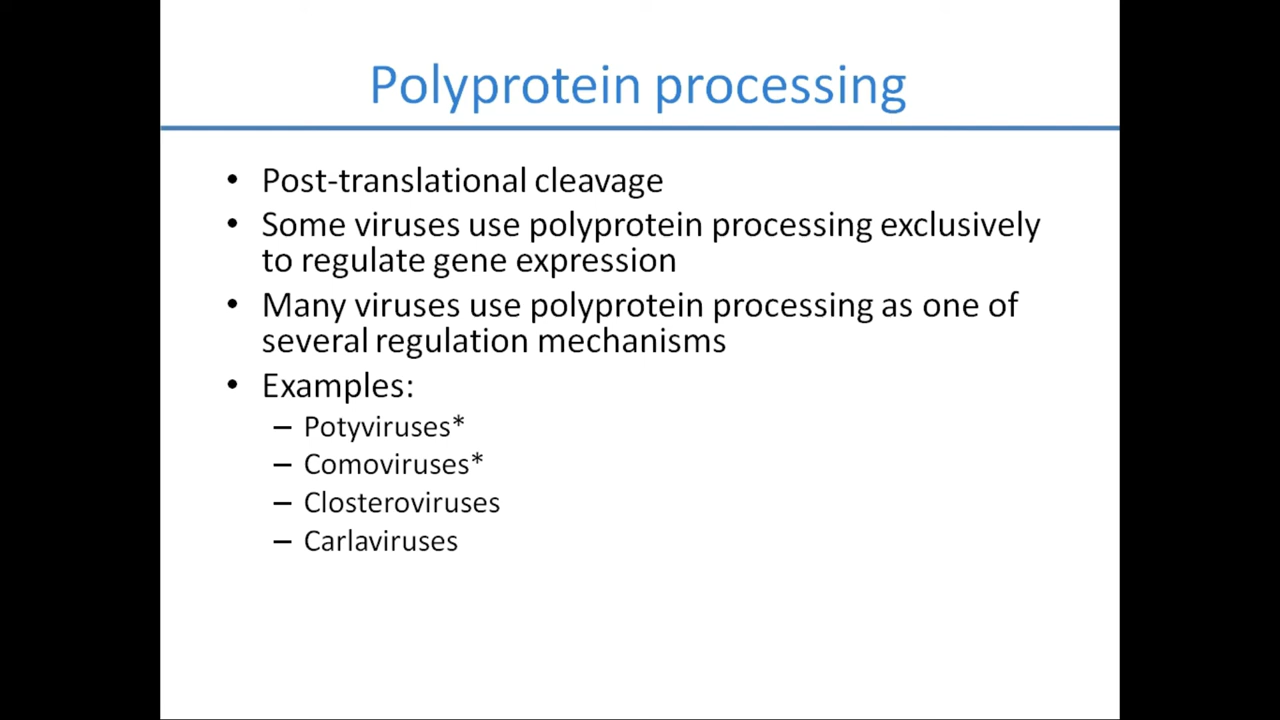 Polyprotein processing
• Post-translational cleavage
• Some viruses use polyprotein processing exclusively
to regulate gene expression
• Many viruses use polyprotein processing as one of
several regulation mechanisms
• Examples:
– Potyviruses*
– Comoviruses*
– Closteroviruses
– Carlaviruses